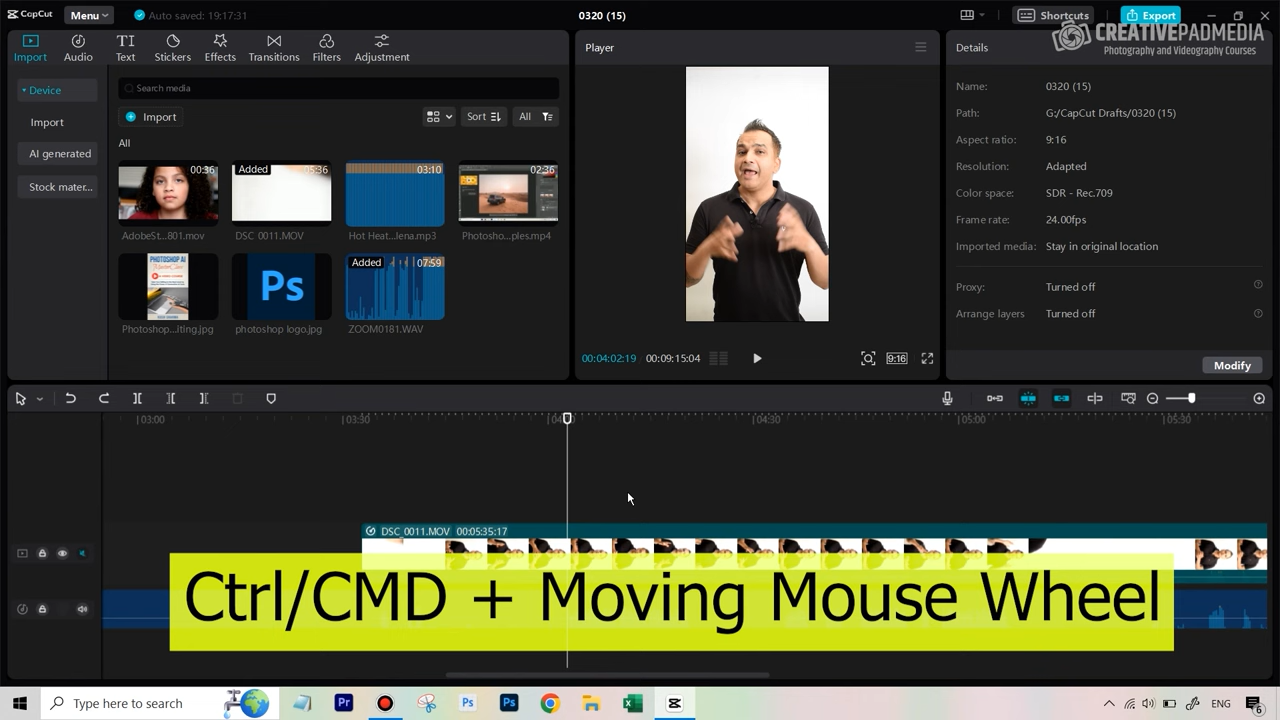 CapCut
Menu
Auto saved: 19:17:31
0320 (15)
Shortcuts
Export
CREATIVEPADMEDIA
Photography and Videography Courses
Import
Audio
Text
Stickers
Effects
Transitions
Filters
Adjustment
Device
Import
AI generated
Stock mater...
Search media
Import
Sort
All
All
00:36
AdobeSt...801.mov
Added
05:36
DSC 0011.MOV
03:10
Hot Heat...lena.mp3
02:36
Photosho...ples.mp4
PHOTOSHOP AI
Photoshop...iting.jpg
Ps
photoshop logo.jpg
Added
07:59
ZOOM0181.WAV
Player
00:04:02:19
00:09:15:04
9:16
Details
Name: 0320 (15)
Path: G:/CapCut Drafts/0320 (15)
Aspect ratio: 9:16
Resolution: Adapted
Color space: SDR - Rec.709
Frame rate: 24.00fps
Imported media: Stay in original location
Proxy: Turned off
Arrange layers Turned off
Modify
03:00
03:30
04:30
05:00
05:30
DSC_0011.MOV 00:05:35:17
Ctrl/CMD + Moving Mouse Wheel
Type here to search
Pr
Ps
Ps
ENG
6